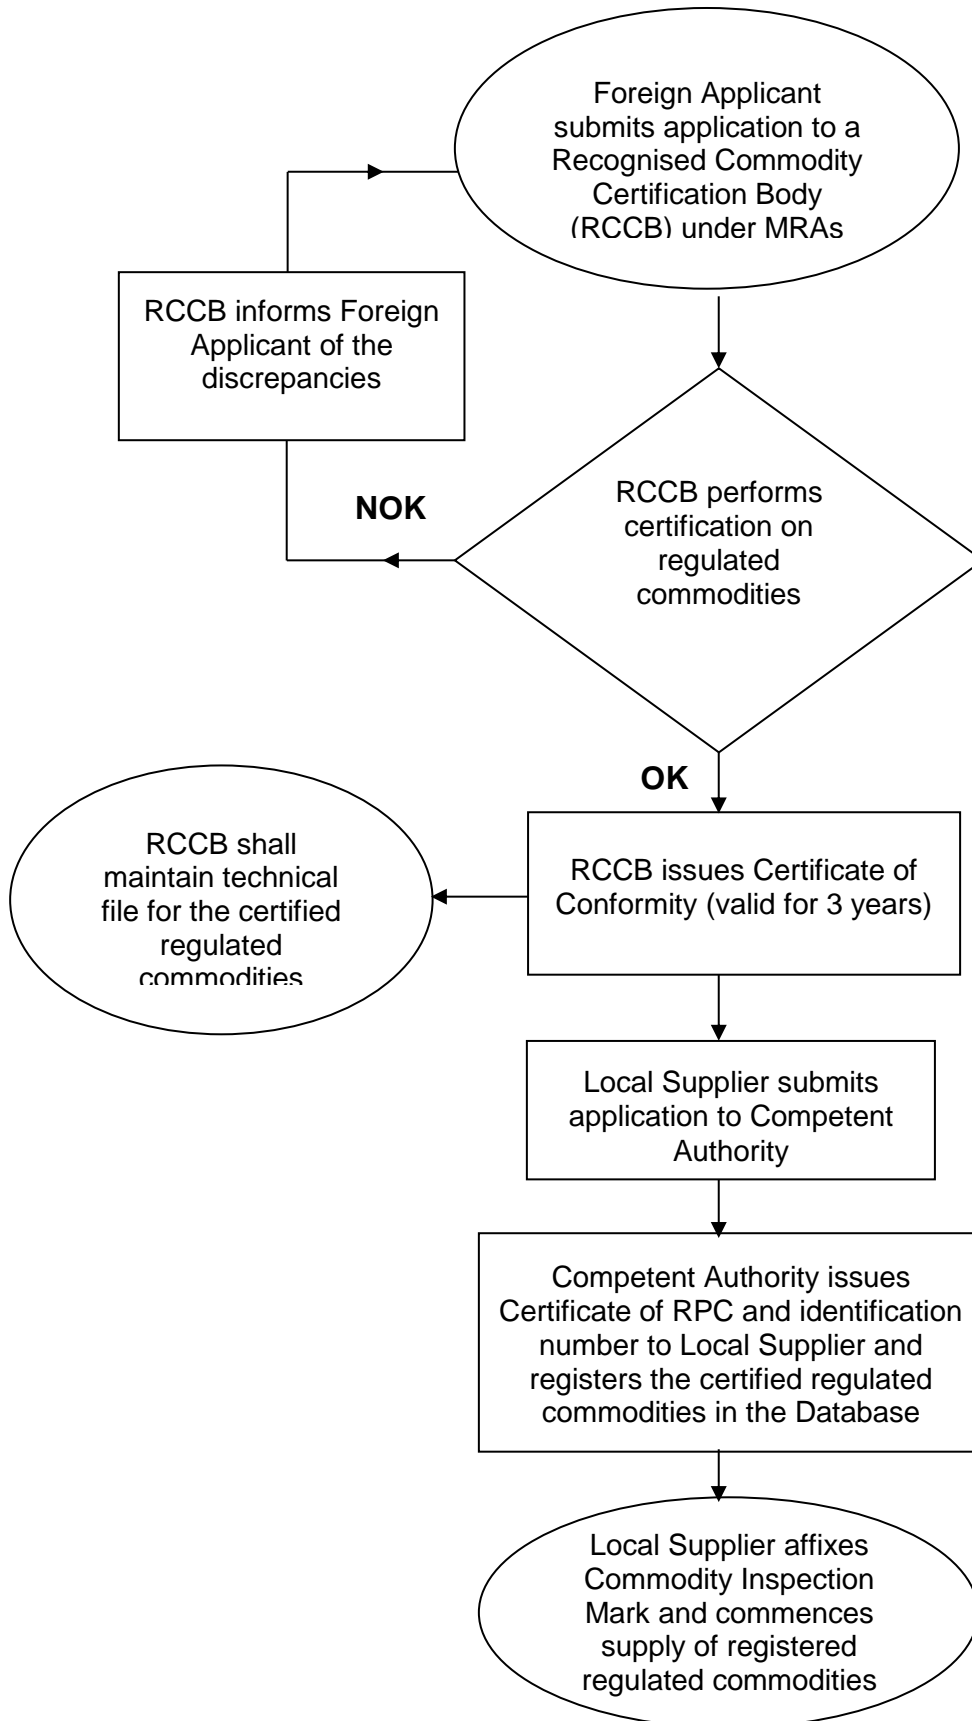 Foreign Applicant
submits application to a
Recognised Commodity
Certification Body
(RCCB) under MRAs
RCCB informs Foreign
Applicant of the
discrepancies
NOK
RCCB performs
certification on
regulated
commodities
OK
RCCB shall
maintain technical
file for the certified
regulated
commodities
RCCB issues Certificate of
Conformity (valid for 3 years)
Local Supplier submits
application to Competent
Authority
Competent Authority issues
Certificate of RPC and identification
number to Local Supplier and
registers the certified regulated
commodities in the Database
Local Supplier affixes
Commodity Inspection
Mark and commences
supply of registered
regulated commodities